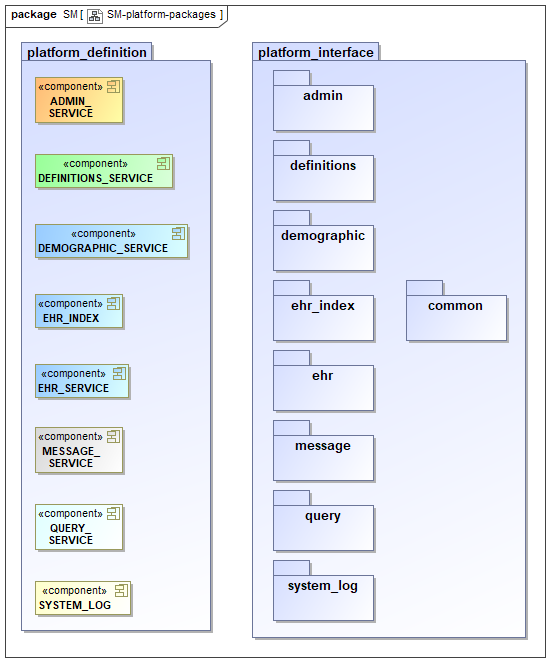 package SM [ SM-platform-packages ]
platform_definition
«component»
ADMIN_
SERVICE
«component»
DEFINITIONS_SERVICE
«component»
DEMOGRAPHIC_SERVICE
«component»
EHR_INDEX
«component»
EHR_SERVICE
«component»
MESSAGE_
SERVICE
«component»
QUERY_
SERVICE
«component»
SYSTEM_LOG
platform_interface
admin
definitions
demographic
ehr_index
common
ehr
message
query
system_log